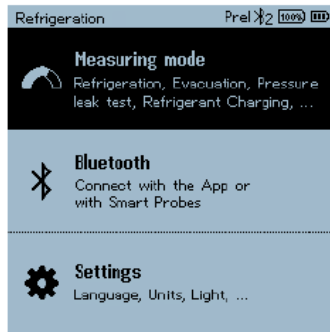 Refrigeration Prel 2 100%
Measuring mode
Refrigeration, Evacuation, Pressure
leak test, Refrigerant Charging, ...
Bluetooth
Connect with the App or
with Smart Probes
Settings
Language, Units, Light, ...